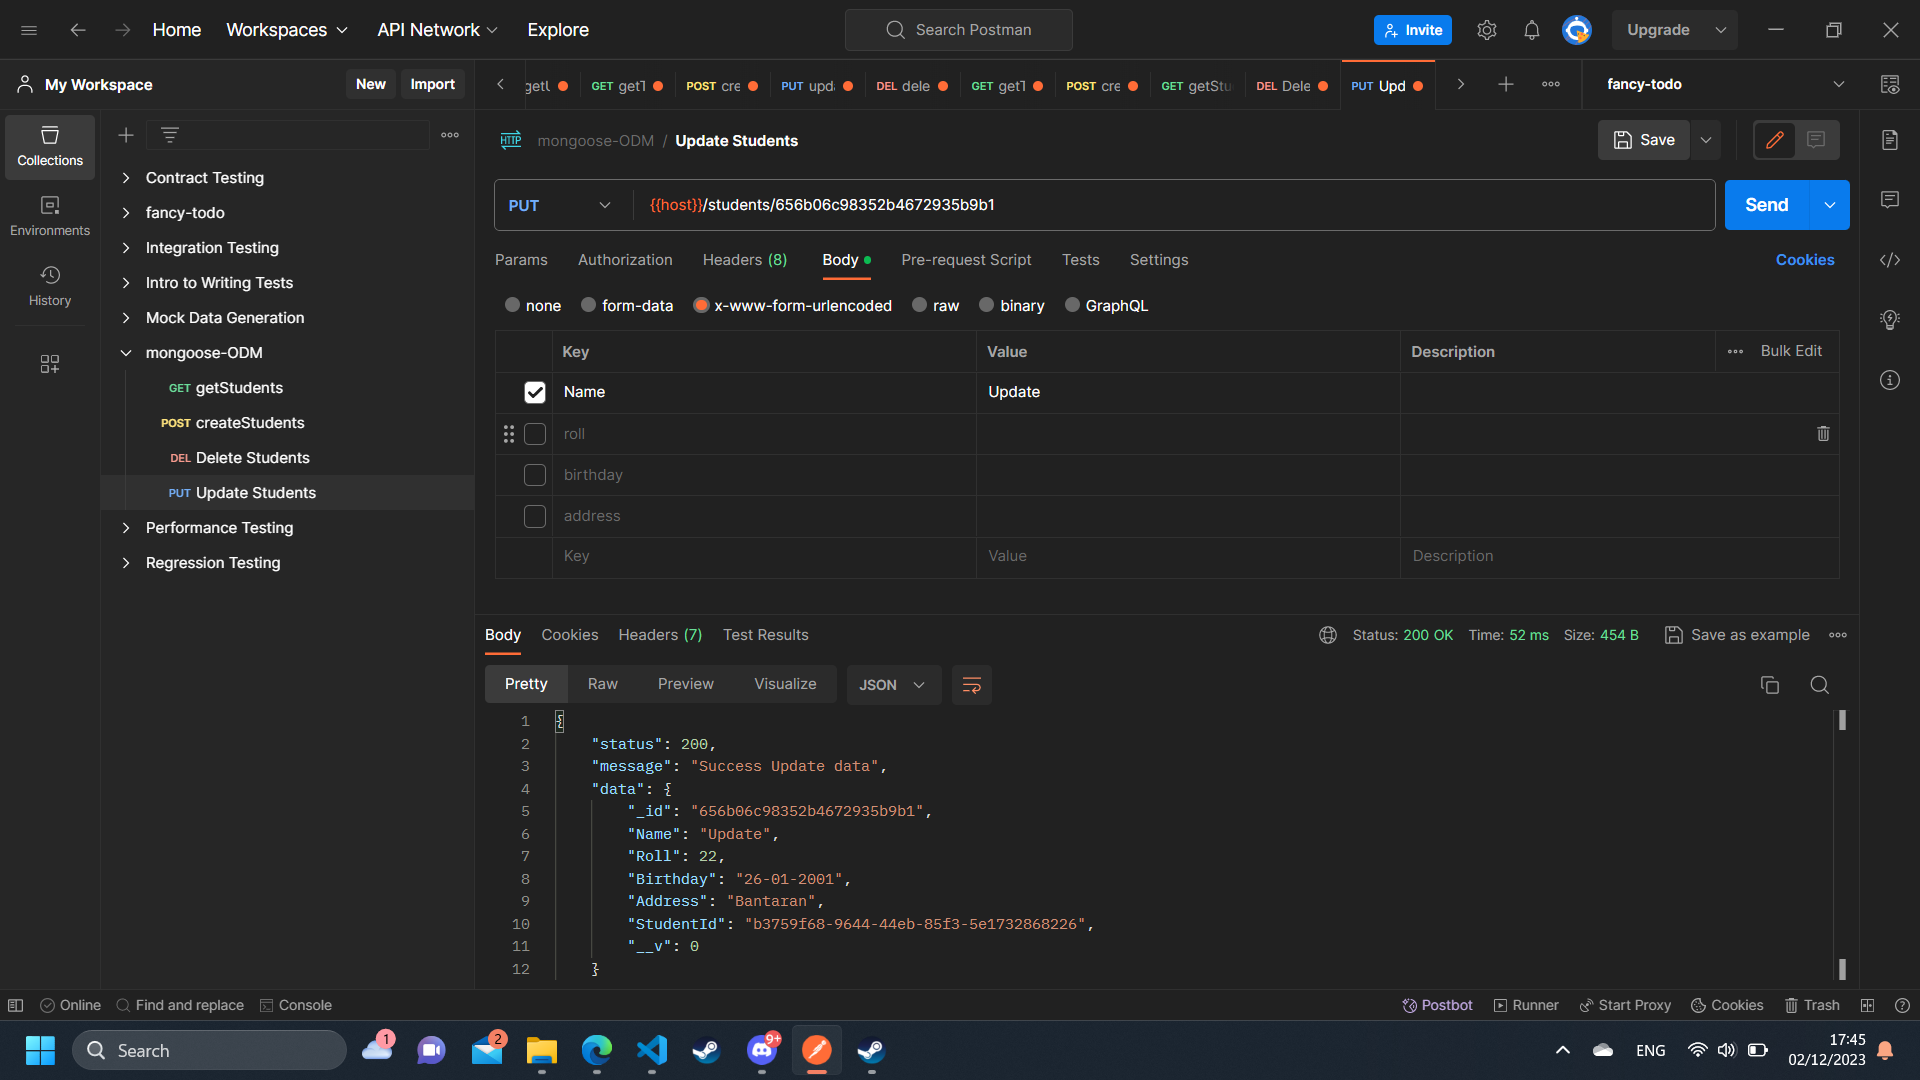 Home Workspaces API Network Explore Search Postman Invite Upgrade
My Workspace New Import getU GET getT POST cre PUT upda DEL dele GET getT POST cre GET getStu DEL Dele PUT Upd fancy-todo
Collections
Environments
History
Contract Testing
fancy-todo
Integration Testing
Intro to Writing Tests
Mock Data Generation
mongoose-ODM
GET getStudents
POST createStudents
DEL Delete Students
PUT Update Students
Performance Testing
Regression Testing
HTTP mongoose-ODM / Update Students Save
PUT {{host}}/students/656b06c98352b4672935b9b1 Send
Params Authorization Headers (8) Body Pre-request Script Tests Settings Cookies
none form-data x-www-form-urlencoded raw binary GraphQL
Key Value Description Bulk Edit
Name Update
roll
birthday
address
Key Value Description
Body Cookies Headers (7) Test Results Status: 200 OK Time: 52 ms Size: 454 B Save as example
Pretty Raw Preview Visualize JSON
1 {
2 "status": 200,
3 "message": "Success Update data",
4 "data": {
5 "_id": "656b06c98352b4672935b9b1",
6 "Name": "Update",
7 "Roll": 22,
8 "Birthday": "26-01-2001",
9 "Address": "Bantaran",
10 "StudentId": "b3759f68-9644-44eb-85f3-5e1732868226",
11 "__v": 0
12 }
Online Find and replace Console Postbot Runner Start Proxy Cookies Trash
Search 1 2 9+ ENG 17:45
02/12/2023